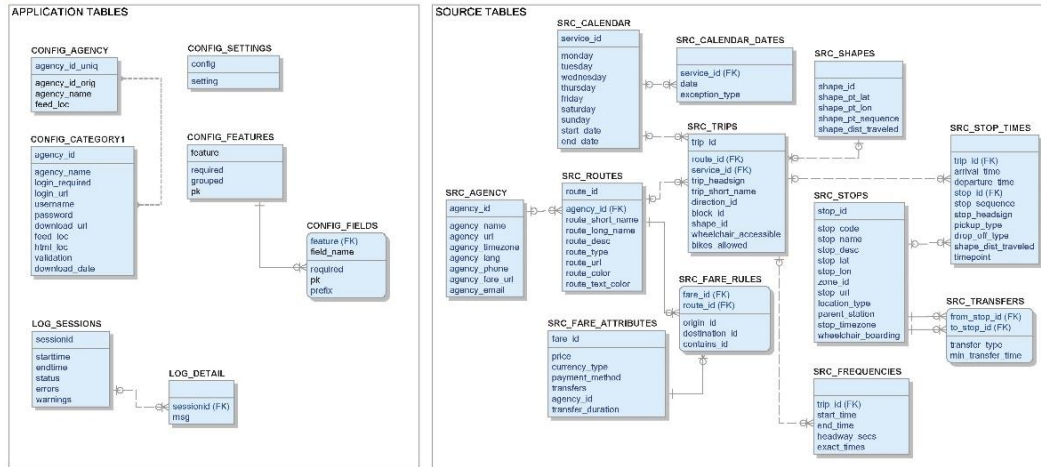 APPLICATION TABLES
CONFIG_AGENCY
agency_id_uniq
agency_id_orig
agency_name
feed_loc
CONFIG_SETTINGS
config
setting
CONFIG_CATEGORY1
agency_id
agency_name
login_required
login_url
username
password
download_url
feed_loc
html_loc
validation
download_date
CONFIG_FEATURES
feature
required
grouped
pk
CONFIG_FIELDS
feature (FK)
field_name
required
pk
prefix
LOG_SESSIONS
sessionid
starttime
endtime
status
errors
warnings
LOG_DETAIL
sessionid (FK)
msg
SOURCE TABLES
SRC_CALENDAR
service_id
monday
tuesday
wednesday
thursday
friday
saturday
sunday
start_date
end_date
SRC_CALENDAR_DATES
service_id (FK)
date
exception_type
SRC_SHAPES
shape_id
shape_pt_lat
shape_pt_lon
shape_pt_sequence
shape_dist_traveled
SRC_TRIPS
trip_id
route_id (FK)
service_id (FK)
trip_headsign
trip_short_name
direction_id
block_id
shape_id
wheelchair_accessible
bikes_allowed
SRC_STOP_TIMES
trip_id (FK)
arrival_time
departure_time
stop_id (FK)
stop_sequence
stop_headsign
pickup_type
drop_off_type
shape_dist_traveled
timepoint
SRC_AGENCY
agency_id
agency_name
agency_url
agency_timezone
agency_lang
agency_phone
agency_fare_url
agency_email
SRC_ROUTES
route_id
agency_id (FK)
route_short_name
route_long_name
route_desc
route_type
route_url
route_color
route_text_color
SRC_STOPS
stop_id
stop_code
stop_name
stop_desc
stop_lat
stop_lon
zone_id
stop_url
location_type
parent_station
stop_timezone
wheelchair_boarding
SRC_FARE_RULES
fare_id (FK)
route_id (FK)
origin_id
destination_id
contains_id
SRC_TRANSFERS
from_stop_id (FK)
to_stop_id (FK)
transfer_type
min_transfer_time
SRC_FARE_ATTRIBUTES
fare_id
price
currency_type
payment_method
transfers
agency_id
transfer_duration
SRC_FREQUENCIES
trip_id (FK)
start_time
end_time
headway_secs
exact_times